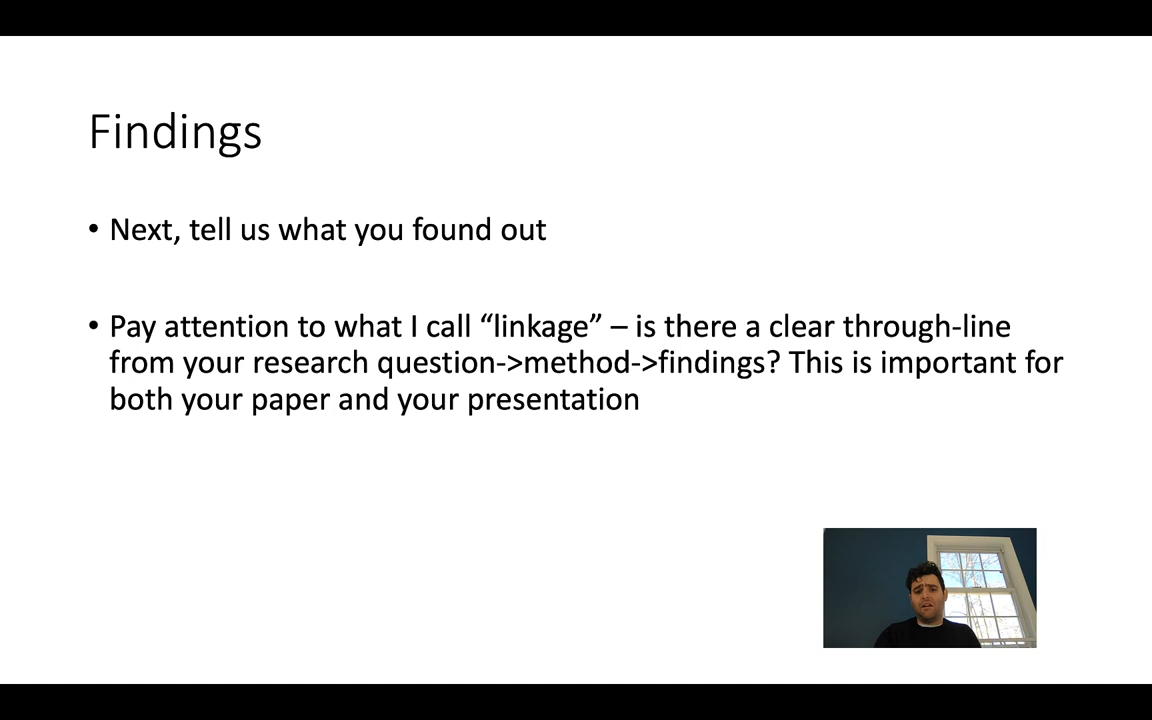 Findings
• Next, tell us what you found out
• Pay attention to what I call “linkage” – is there a clear through-line
from your research question->method->findings? This is important for
both your paper and your presentation